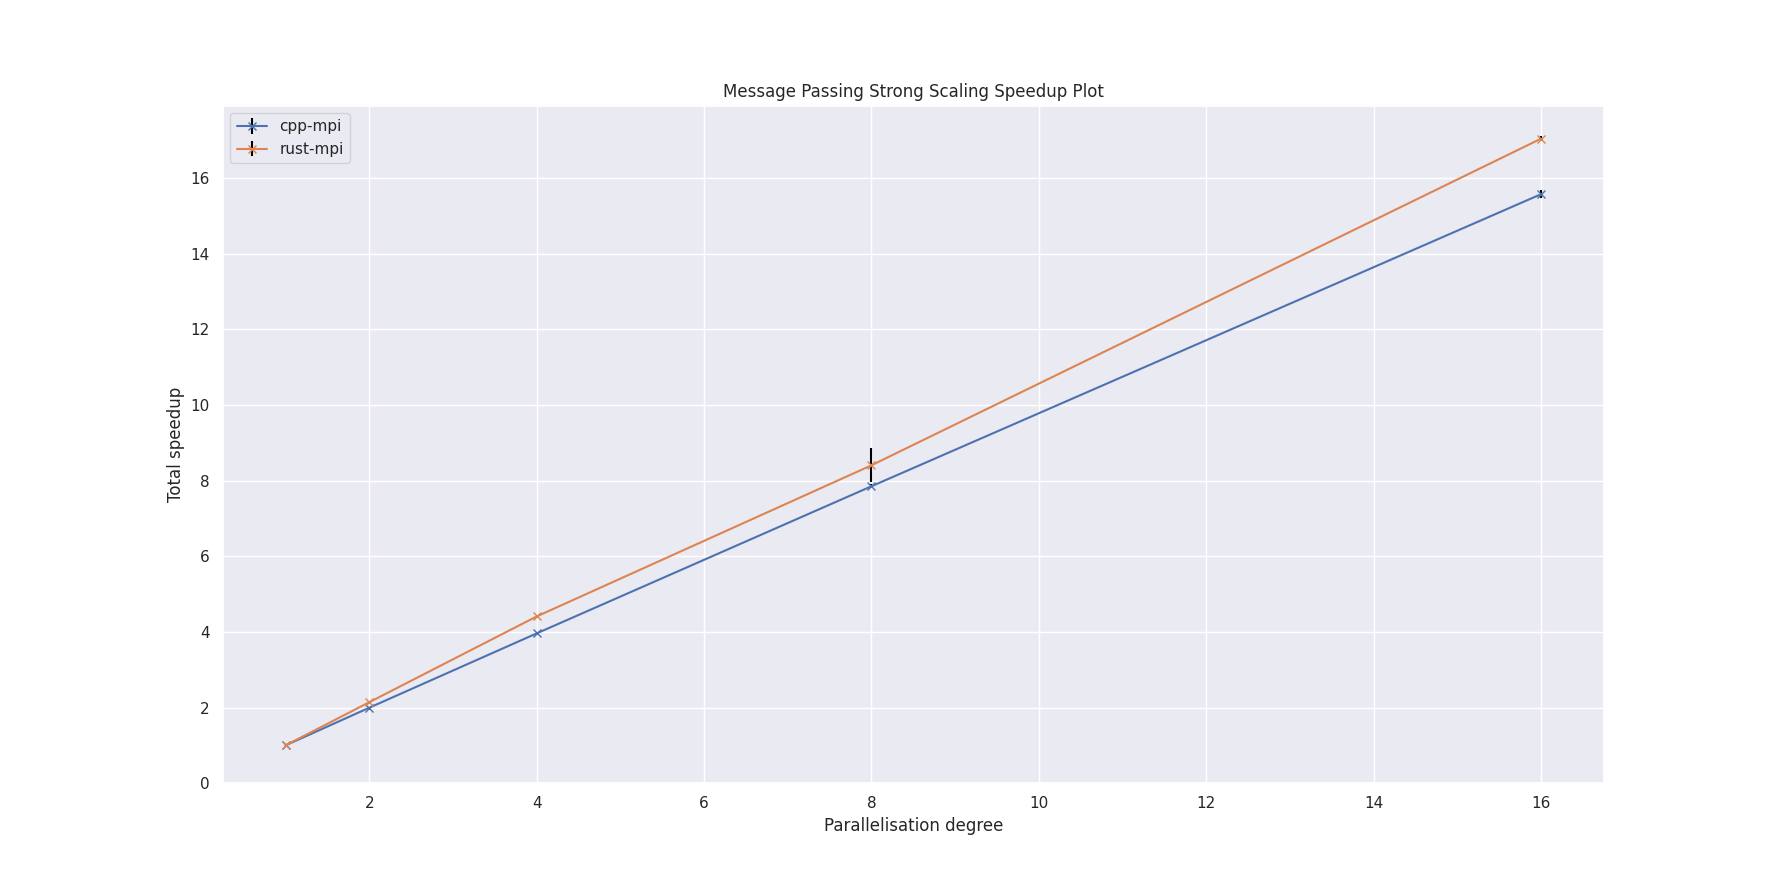 Message Passing Strong Scaling Speedup Plot
cpp-mpi
rust-mpi
16
14
12
10
8
6
4
2
0
Total speedup
2 4 6 8 10 12 14 16
Parallelisation degree